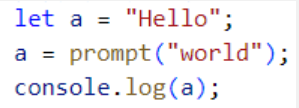 let a = "Hello";
a = prompt("world");
console.log(a);